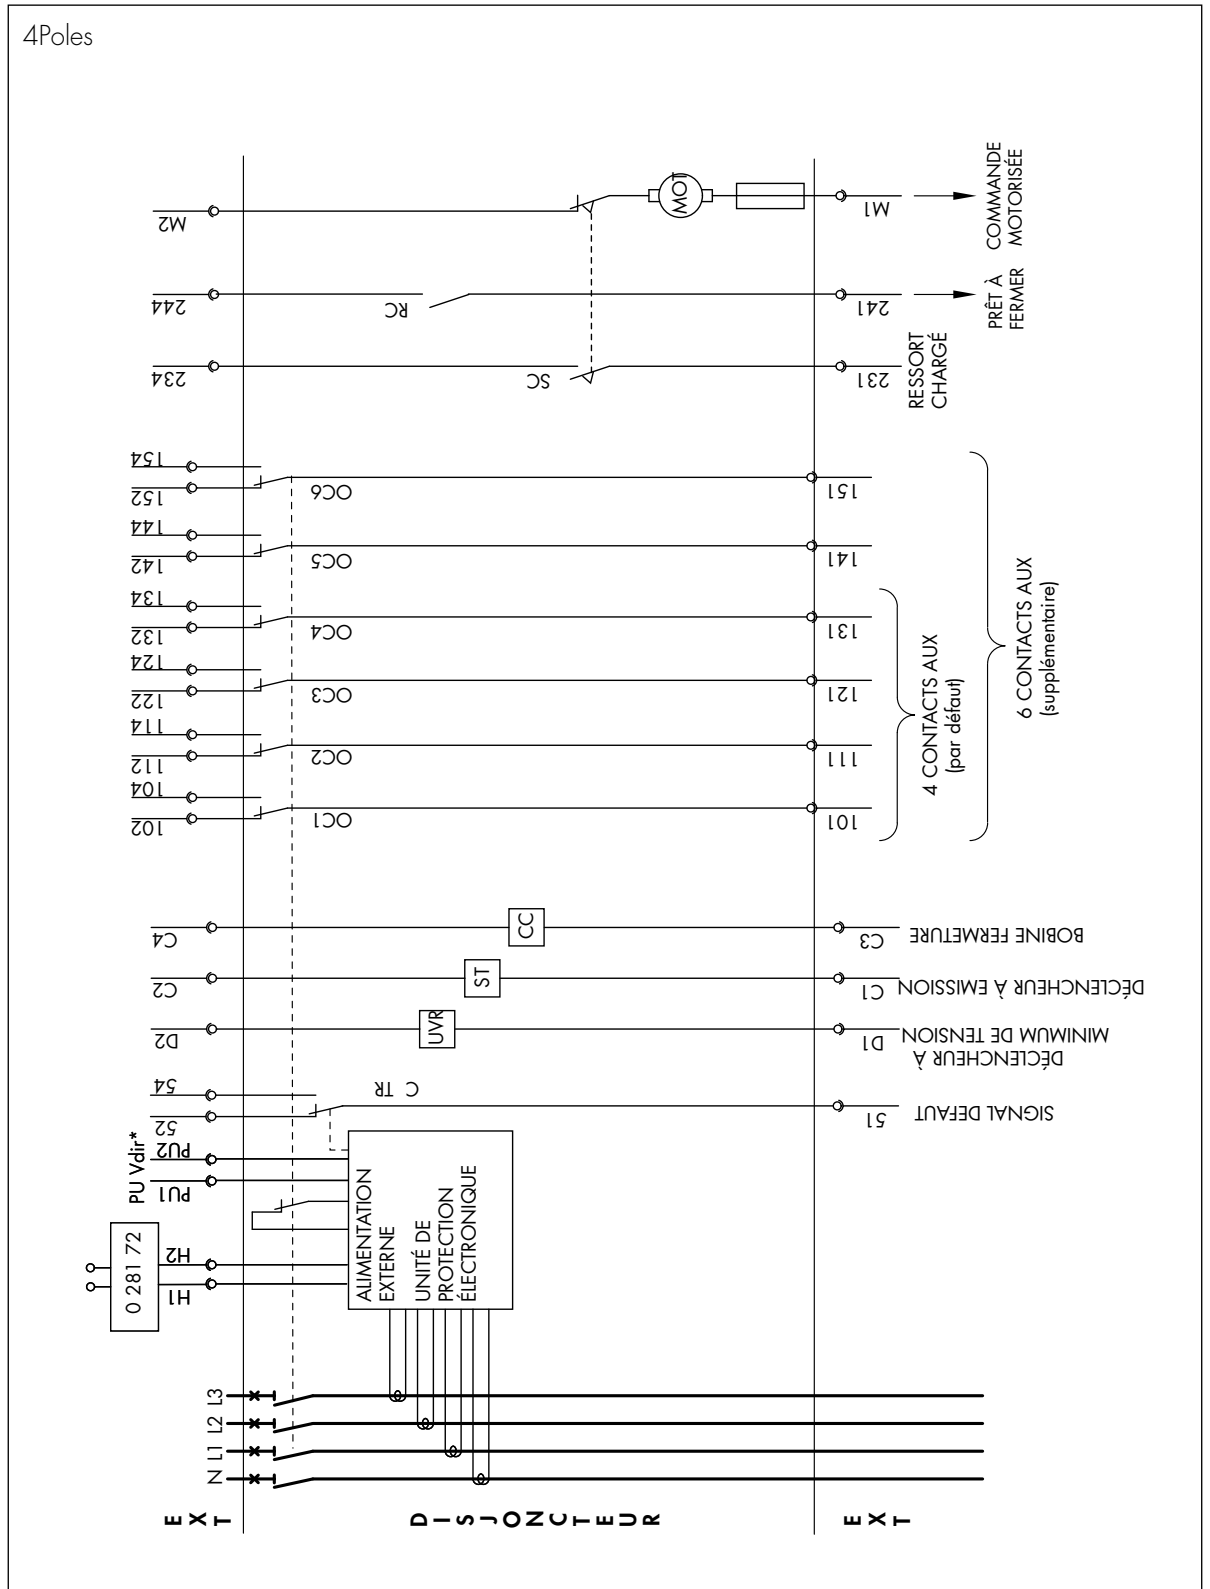 4Poles
M2
MOT
M1
COMMANDE
MOTORISÉE
244
RC
241
PRÊT À
FERMER
234
SC
231
RESSORT
CHARGÉ
154
152
OC6
151
144
142
OC5
141
134
132
OC4
131
124
122
OC3
121
114
112
OC2
111
104
102
OC1
101
4 CONTACTS AUX
(par défaut)
6 CONTACTS AUX
(supplémentaire)
C4
CC
C3
BOBINE FERMETURE
C2
ST
C1
DÉCLENCHEUR À EMISSION
D2
UVR
D1
DÉCLENCHEUR À
MINIMUM DE TENSION
54
52
C TR
51
SIGNAL DEFAUT
PU Vdir*
PU2
PU1
0 281 72
H2
H1
ALIMENTATION
EXTERNE
UNITÉ DE
PROTECTION
ÉLECTRONIQUE
L3
L2
L1
N
EXT
DISJONCTEUR
EXT